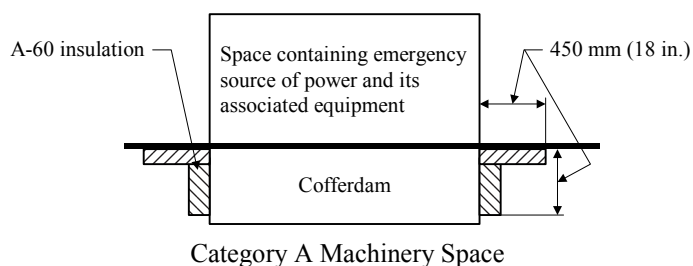 A-60 insulation
Space containing emergency
source of power and its
associated equipment
450 mm (18 in.)
Cofferdam
Category A Machinery Space